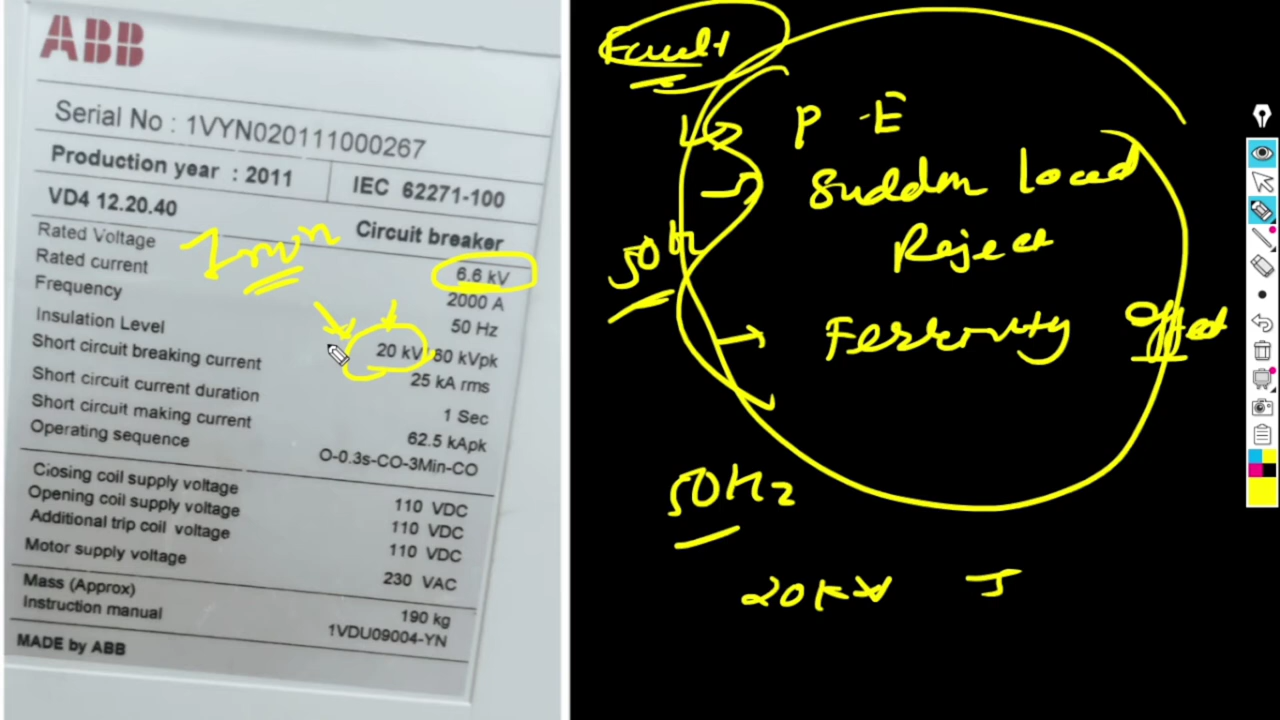 ABB
Serial No : 1VYN020111000267
Production year : 2011 IEC 62271-100
VD4 12.20.40 Circuit breaker
Rated Voltage 6.6 kV
Rated current 2000 A
Frequency 50 Hz
Insulation Level 20 kV/ 60 kVpk
Short circuit breaking current 25 kA rms
Short circuit current duration 1 Sec
Short circuit making current 62.5 kApk
Operating sequence O-0.3s-CO-3Min-CO
Closing coil supply voltage 110 VDC
Opening coil supply voltage 110 VDC
Additional trip coil voltage 110 VDC
Motor supply voltage 230 VAC
Mass (Approx) 190 kg
Instruction manual 1VDU09004-YN
MADE by ABB
1 min
Fault
P-E
Sudden load
Reject
50Hz
Effect
50Hz
20kV